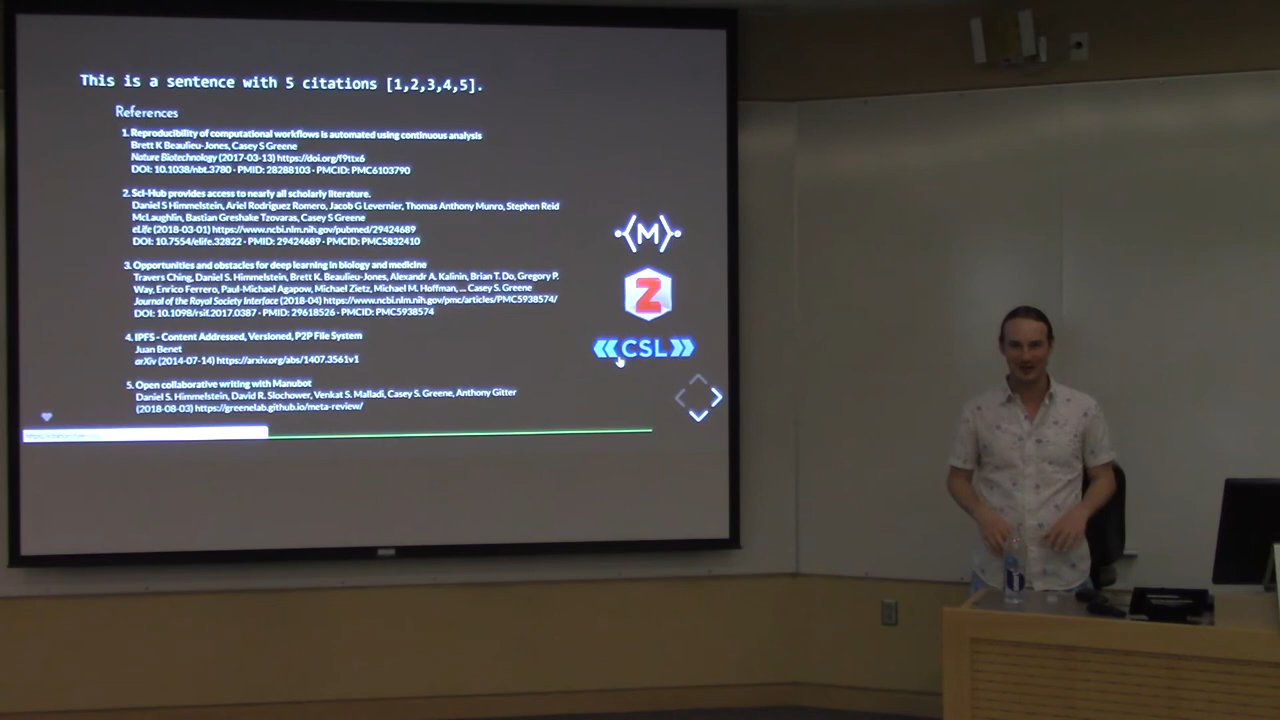 This is a sentence with 5 citations [1,2,3,4,5].
References
1. Reproducibility of computational workflows is automated using continuous analysis
Brett K Beaulieu-Jones, Casey S Greene
Nature Biotechnology (2017-03-13) https://doi.org/f9ttx6
DOI: 10.1038/nbt.3780 · PMID: 28288103 · PMCID: PMC6103790
2. Sci-Hub provides access to nearly all scholarly literature.
Daniel S Himmelstein, Ariel Rodriguez Romero, Jacob G Levernier, Thomas Anthony Munro, Stephen Reid
McLaughlin, Bastian Greshake Tzovaras, Casey S Greene
eLife (2018-03-01) https://www.ncbi.nlm.nih.gov/pubmed/29424689
DOI: 10.7554/elife.32822 · PMID: 29424689 · PMCID: PMC5832410
3. Opportunities and obstacles for deep learning in biology and medicine
Travers Ching, Daniel S. Himmelstein, Brett K. Beaulieu-Jones, Alexandr A. Kalinin, Brian T. Do, Gregory P.
Way, Enrico Ferrero, Paul-Michael Agapow, Michael Zietz, Michael M. Hoffman, ... Casey S. Greene
Journal of the Royal Society Interface (2018-04) https://www.ncbi.nlm.nih.gov/pmc/articles/PMC5938574/
DOI: 10.1098/rsif.2017.0387 · PMID: 29618526 · PMCID: PMC5938574
4. IPFS - Content Addressed, Versioned, P2P File System
Juan Benet
arXiv (2014-07-14) https://arxiv.org/abs/1407.3561v1
5. Open collaborative writing with Manubot
Daniel S. Himmelstein, David R. Slochower, Venkat S. Malladi, Casey S. Greene, Anthony Gitter
(2018-08-03) https://greenelab.github.io/meta-review/
M
Z
CSL